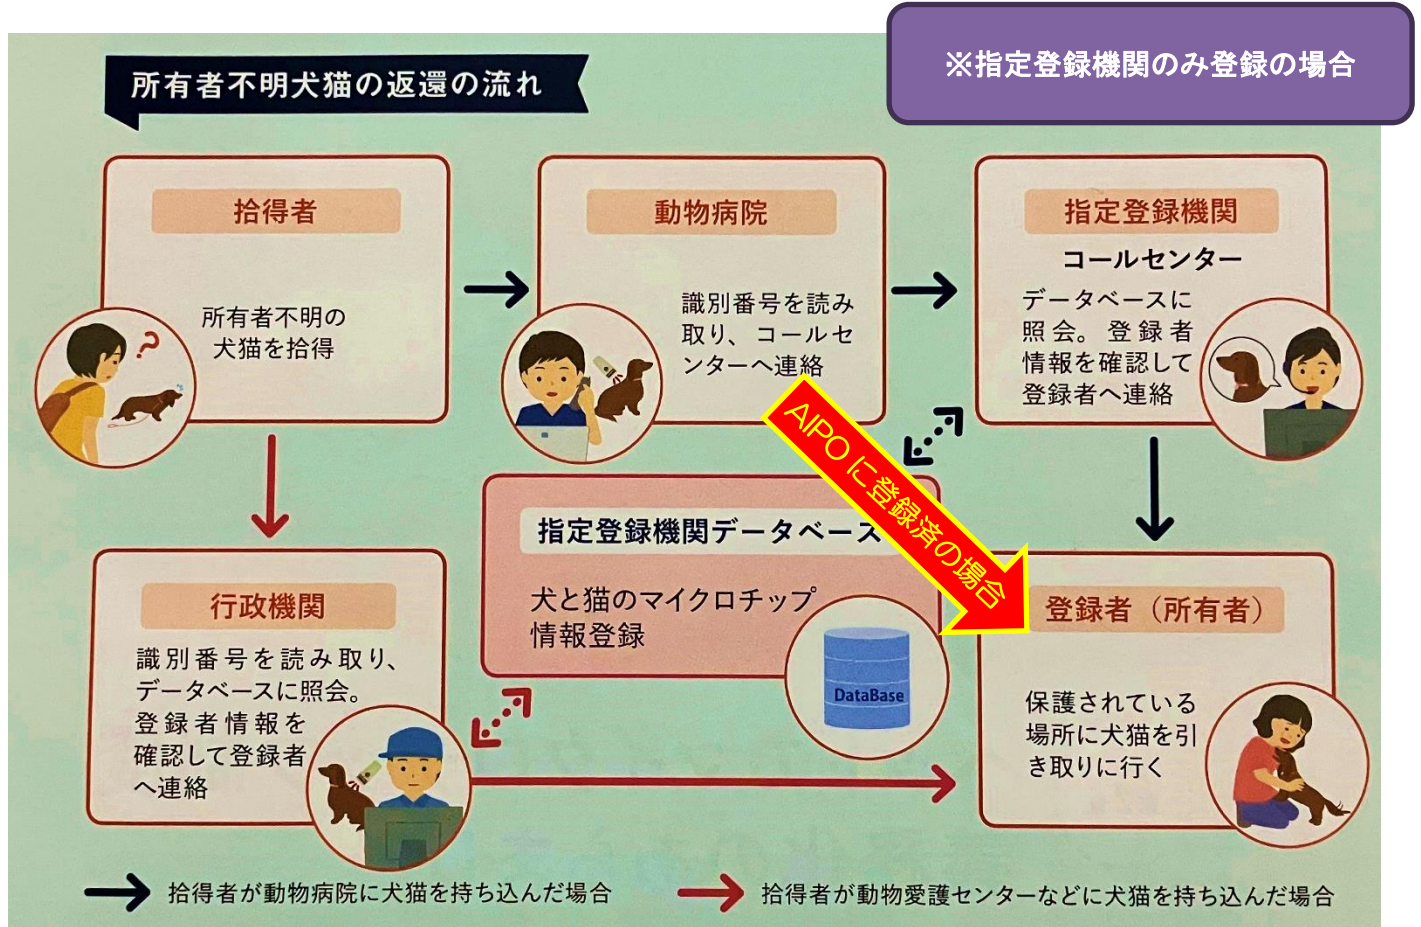 ※指定登録機関のみ登録の場合
所有者不明犬猫の返還の流れ
拾得者
所有者不明の
犬猫を拾得
動物病院
識別番号を読み
取り、コールセ
ンターへ連絡
指定登録機関
コールセンター
データベースに
照会。登録者
情報を確認して
登録者へ連絡
AIPOに登録済の場合
指定登録機関データベース
犬と猫のマイクロチップ
情報登録
DataBase
行政機関
識別番号を読み取り、
データベースに照会。
登録者情報を
確認して登録者
へ連絡
登録者（所有者）
保護されている
場所に犬猫を引
き取りに行く
拾得者が動物病院に犬猫を持ち込んだ場合
拾得者が動物愛護センターなどに犬猫を持ち込んだ場合